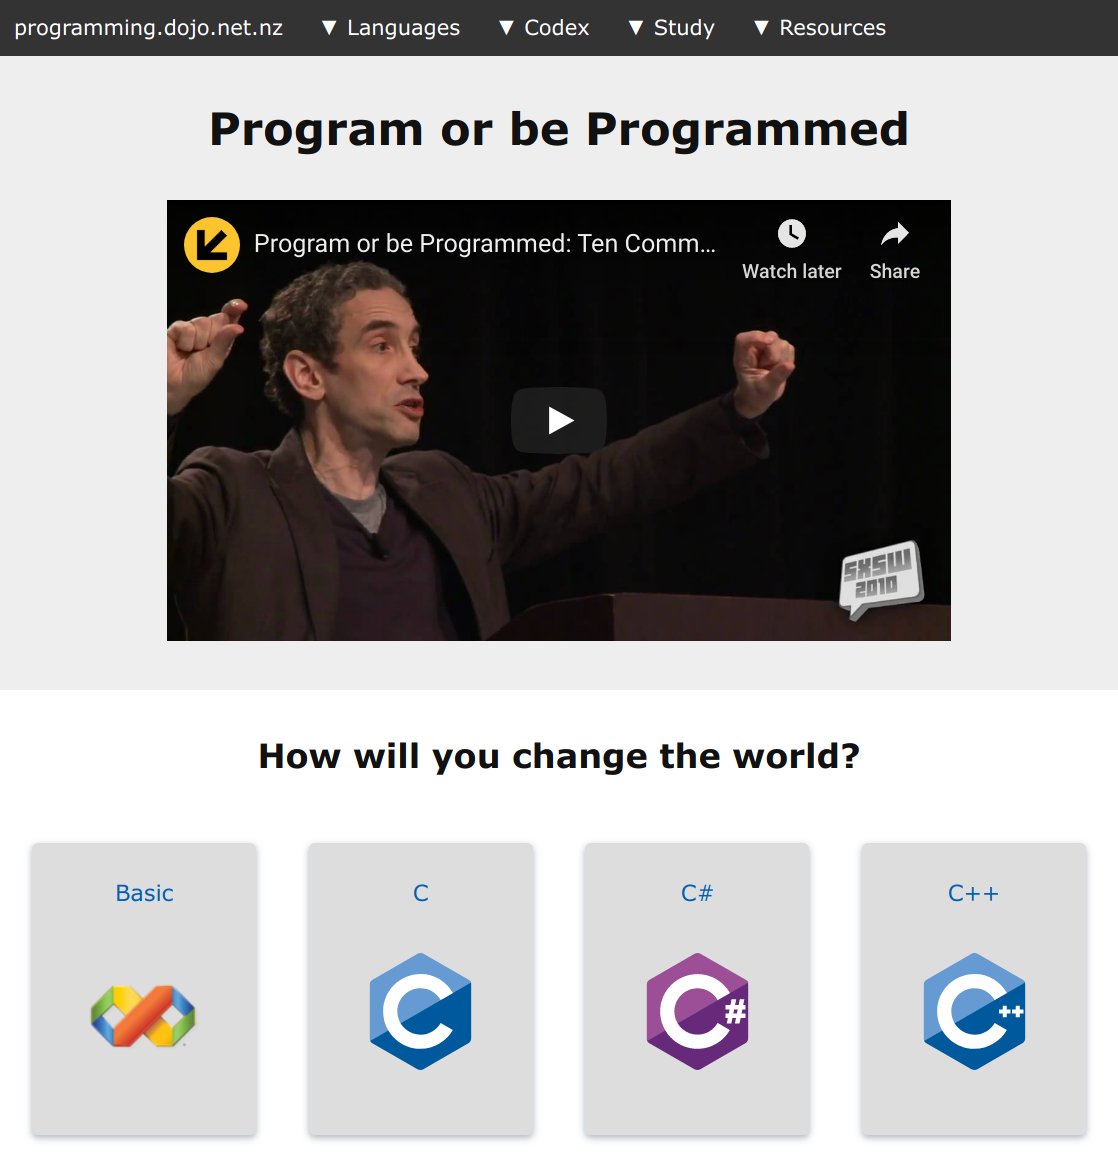 programming.dojo.net.nz ▼ Languages ▼ Codex ▼ Study ▼ Resources
Program or be Programmed
Program or be Programmed: Ten Comm...
Watch later Share
SXSW
2010
How will you change the world?
Basic C C# C++
C C # C ++